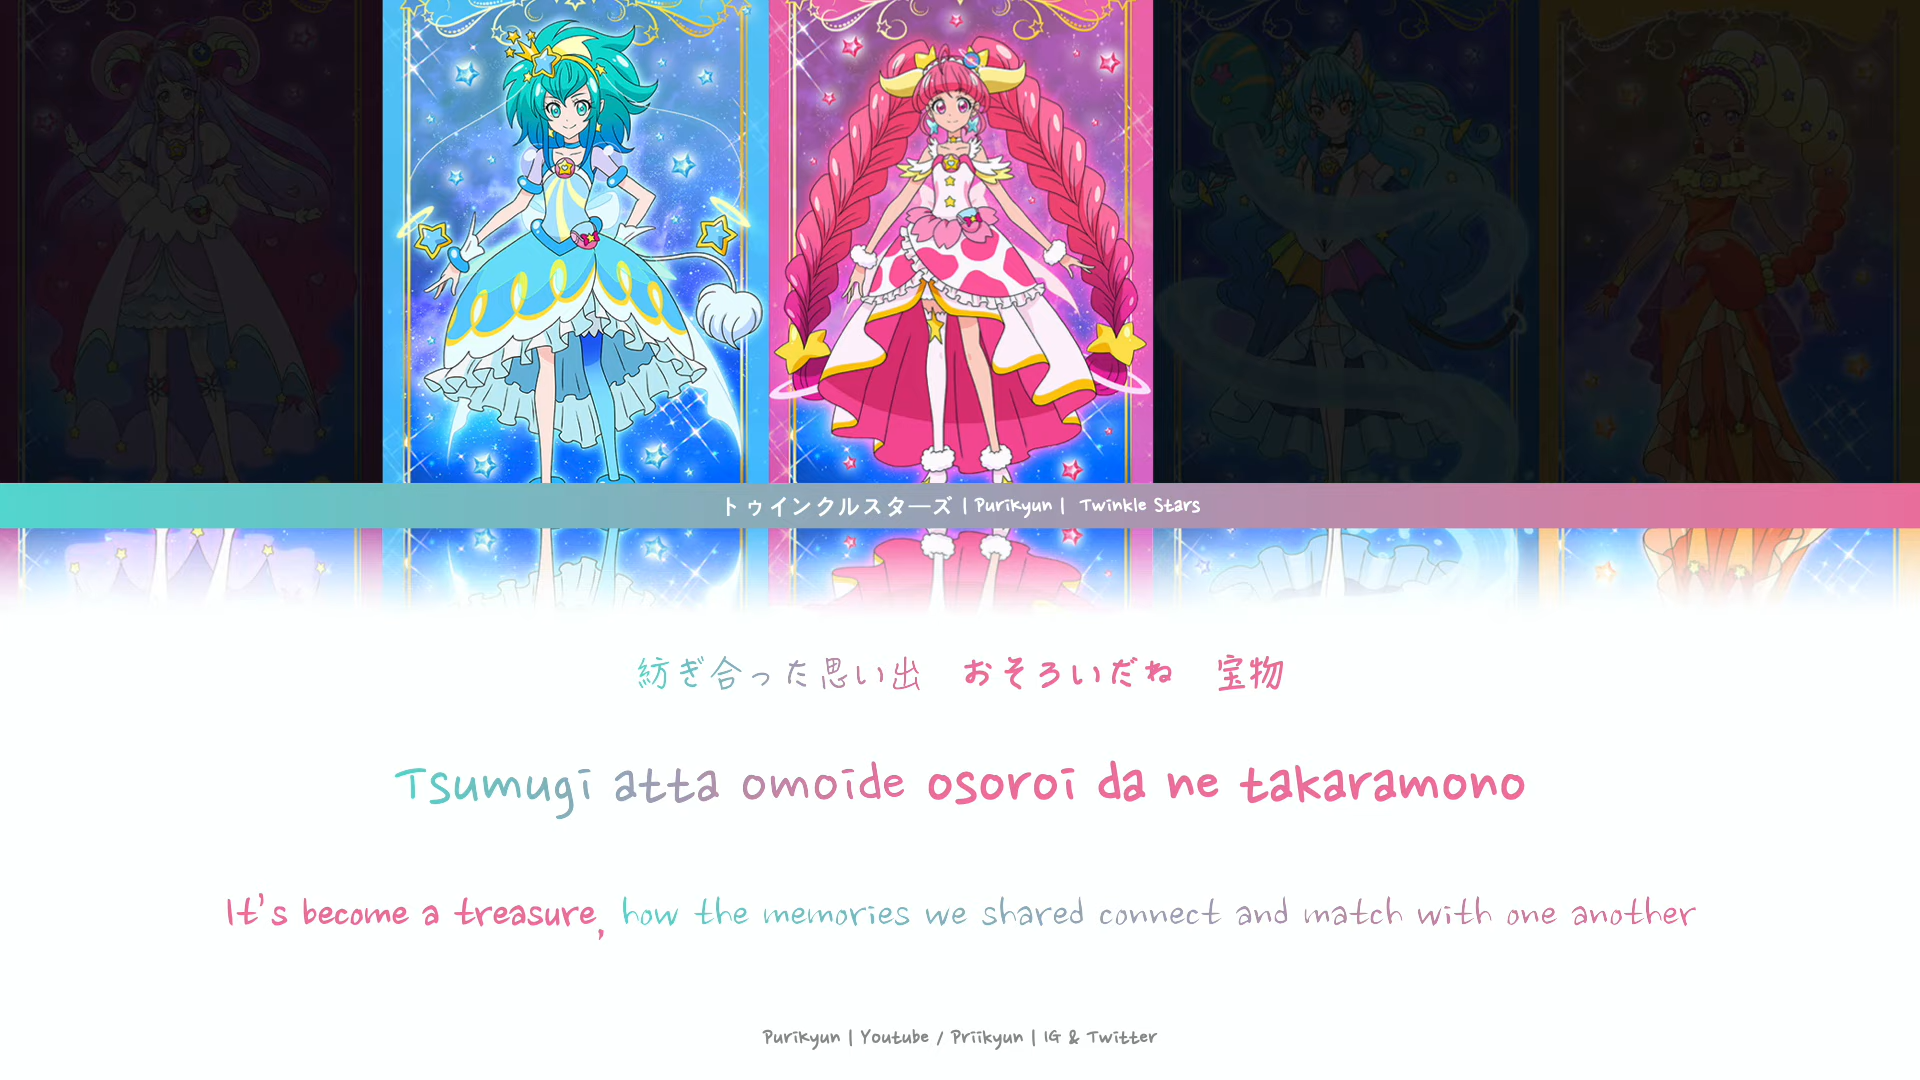 トゥインクルスターズ | Purikyun | Twinkle Stars
紡ぎ合った思い出 おそろいだね 宝物
Tsumugi atta omoide osoroi da ne takaramono
It's become a treasure, how the memories we shared connect and match with one another
Purikyun | Youtube / Priikyun | IG & Twitter